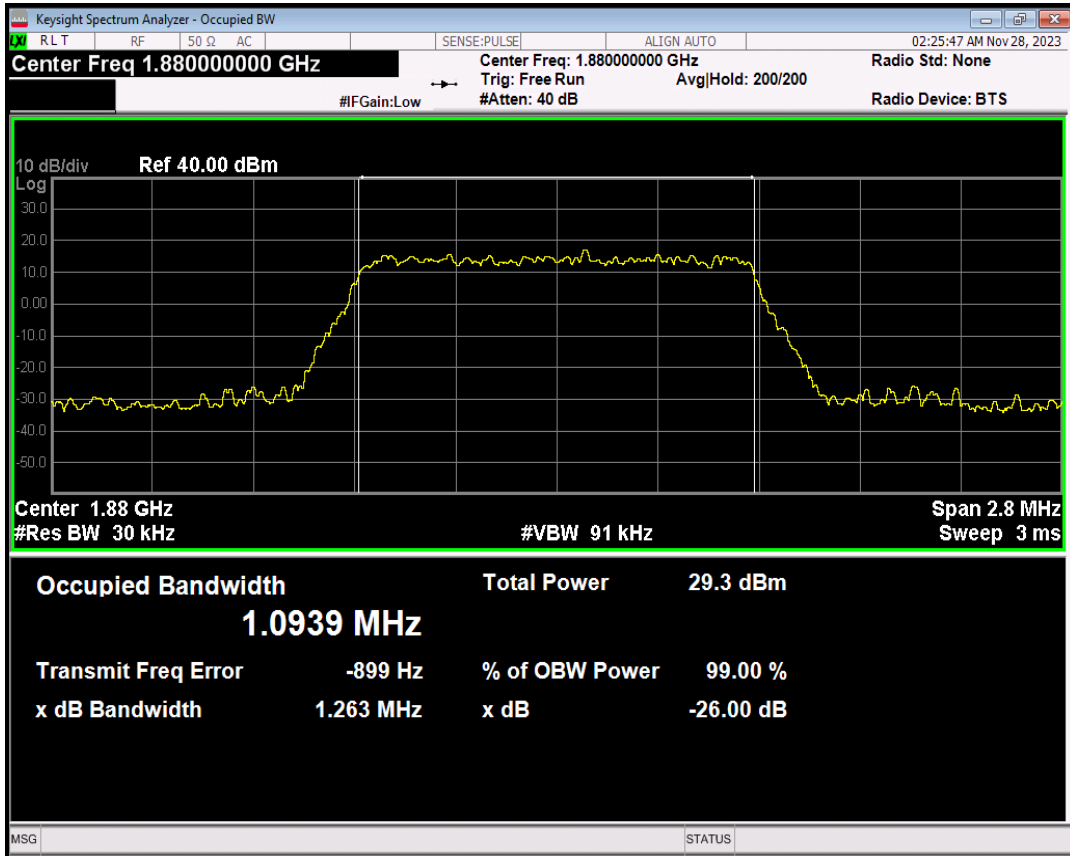 Keysight Spectrum Analyzer - Occupied BW
LXI RLT RF 50 Ω AC SENSE:PULSE ALIGN AUTO 02:25:47 AM Nov 28, 2023
Center Freq 1.880000000 GHz Center Freq: 1.880000000 GHz Radio Std: None
Trig: Free Run Avg|Hold: 200/200
#IFGain:Low #Atten: 40 dB Radio Device: BTS
10 dB/div Ref 40.00 dBm
Log
30.0
20.0
10.0
0.00
-10.0
-20.0
-30.0
-40.0
-50.0
Center 1.88 GHz Span 2.8 MHz
#Res BW 30 kHz #VBW 91 kHz Sweep 3 ms
Occupied Bandwidth Total Power 29.3 dBm
1.0939 MHz
Transmit Freq Error -899 Hz % of OBW Power 99.00 %
x dB Bandwidth 1.263 MHz x dB -26.00 dB
MSG STATUS